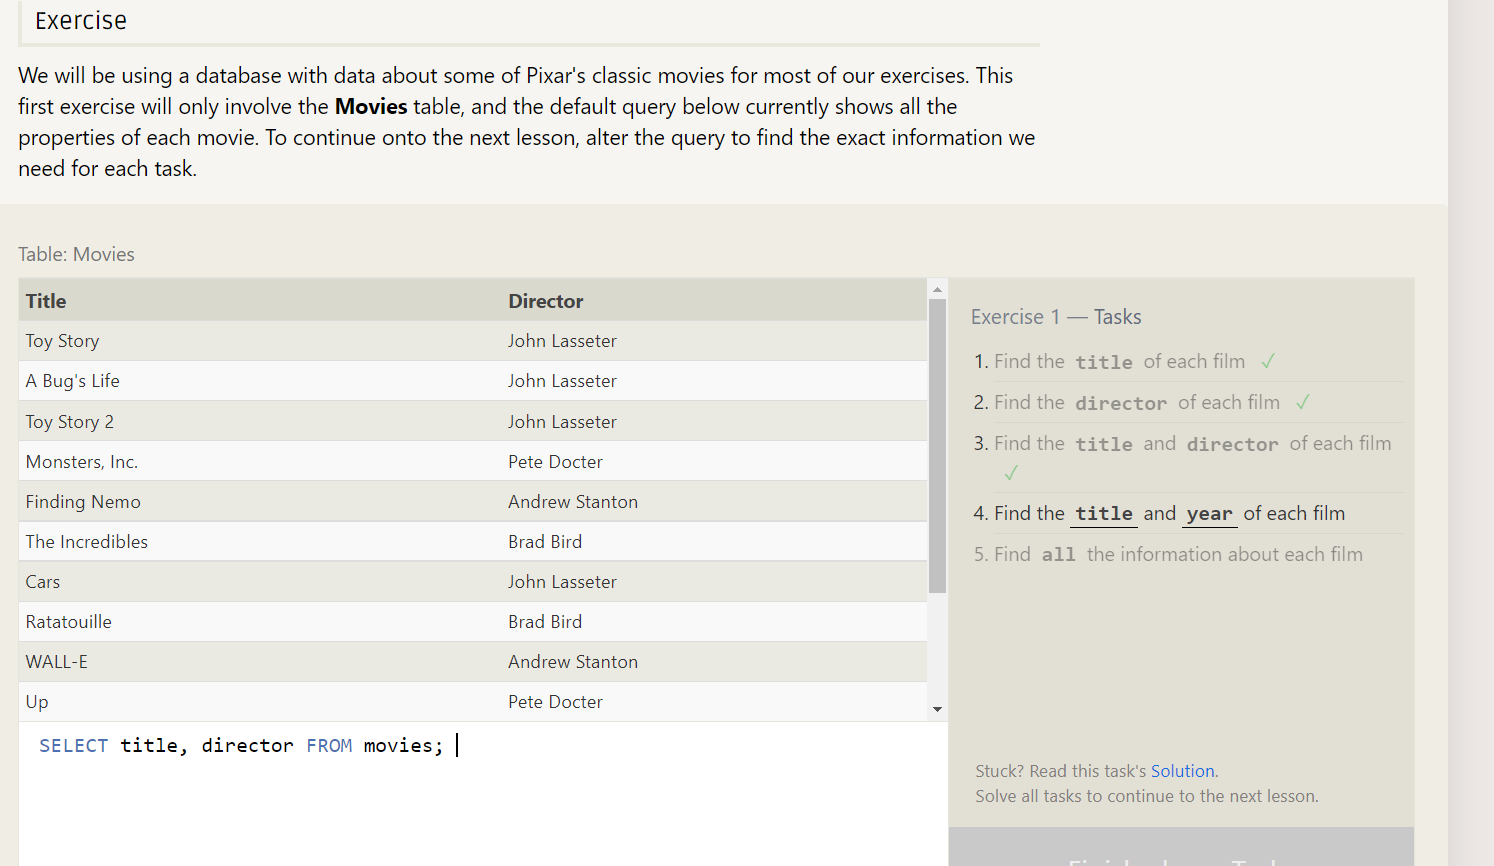 Exercise
We will be using a database with data about some of Pixar's classic movies for most of our exercises. This
first exercise will only involve the Movies table, and the default query below currently shows all the
properties of each movie. To continue onto the next lesson, alter the query to find the exact information we
need for each task.
Table: Movies
Title Director
Toy Story John Lasseter
A Bug's Life John Lasseter
Toy Story 2 John Lasseter
Monsters, Inc. Pete Docter
Finding Nemo Andrew Stanton
The Incredibles Brad Bird
Cars John Lasseter
Ratatouille Brad Bird
WALL-E Andrew Stanton
Up Pete Docter
SELECT title, director FROM movies;
Exercise 1 — Tasks
1. Find the title of each film ✓
2. Find the director of each film ✓
3. Find the title and director of each film
✓
4. Find the title and year of each film
5. Find all the information about each film
Stuck? Read this task's Solution.
Solve all tasks to continue to the next lesson.